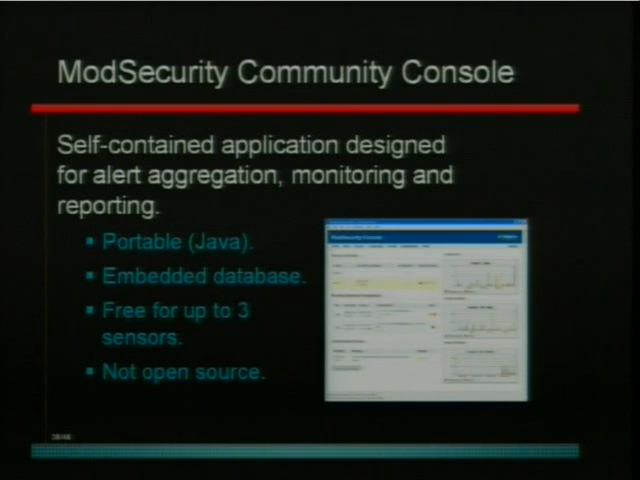 ModSecurity Community Console
Self-contained application designed
for alert aggregation, monitoring and
reporting.
Portable (Java).
Embedded database.
Free for up to 3
sensors.
Not open source.